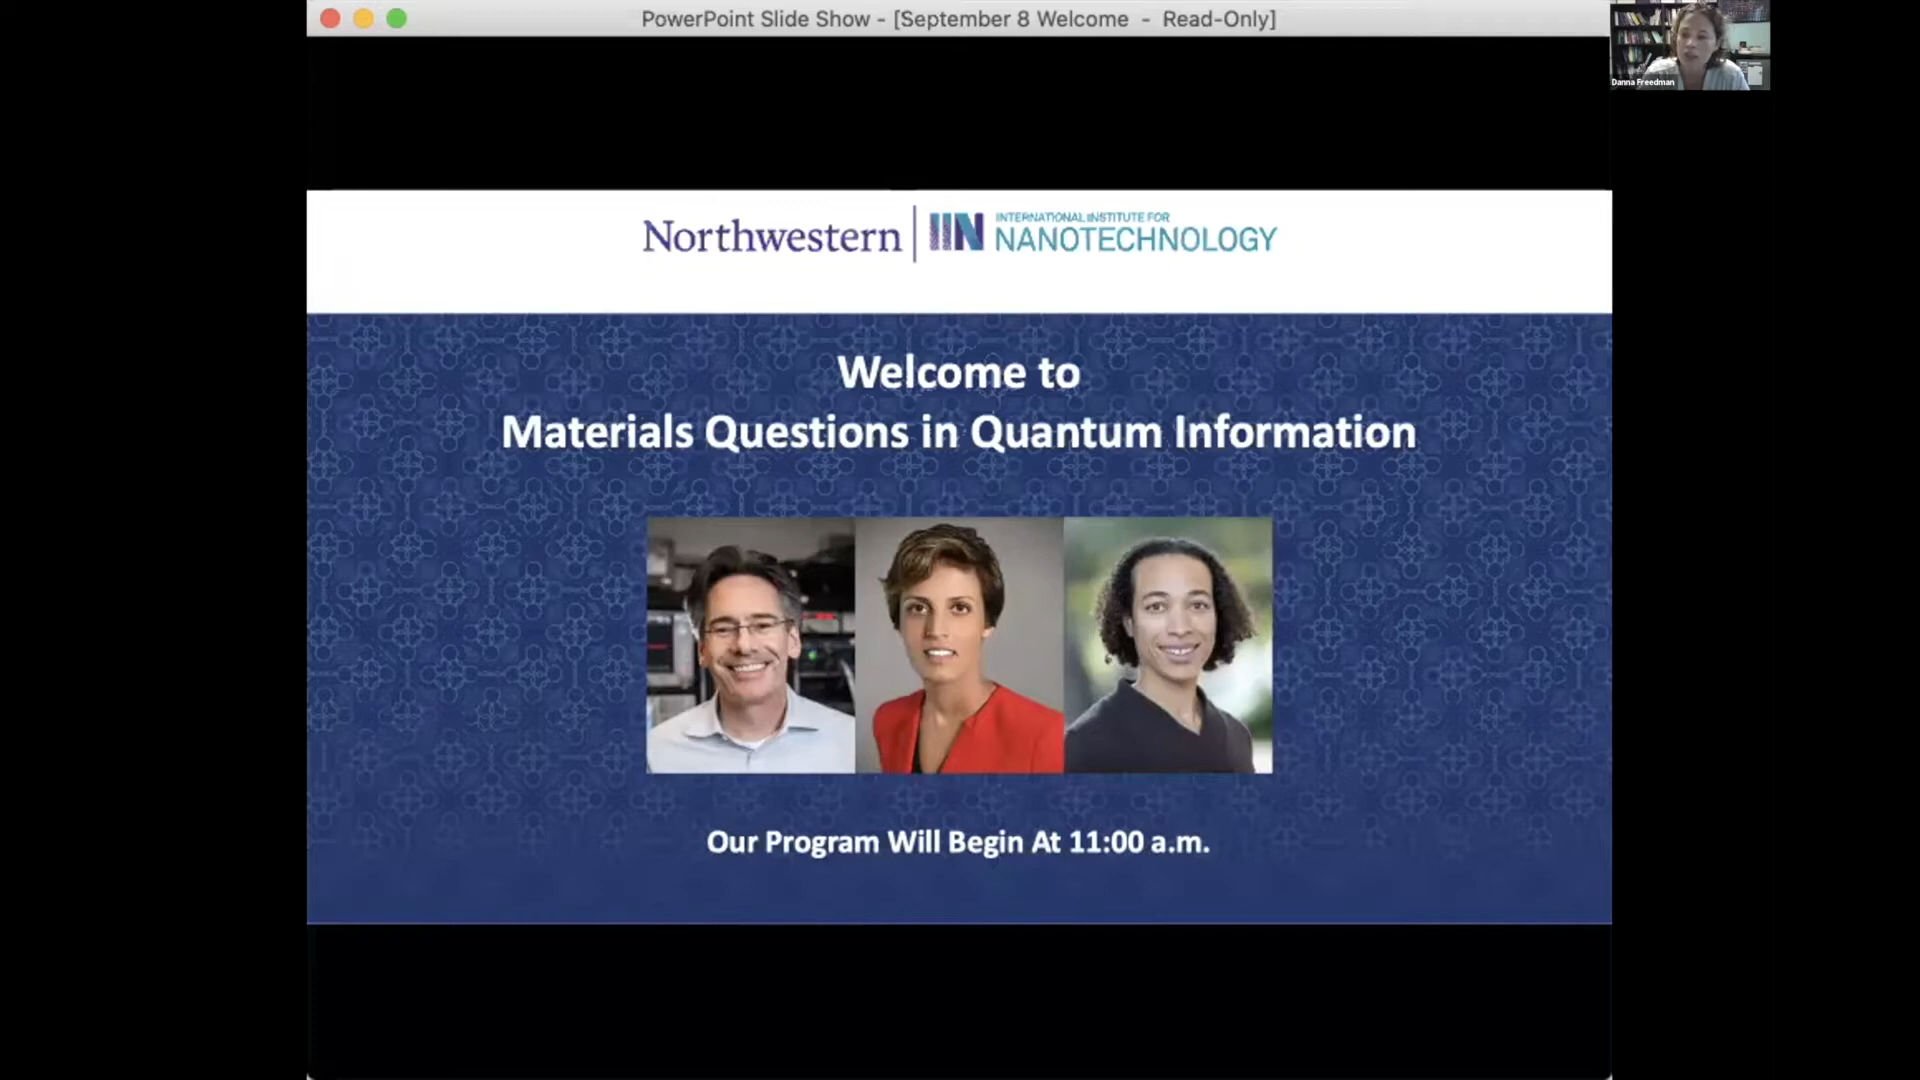 PowerPoint Slide Show - [September 8 Welcome - Read-Only]
Danna Freedman
Northwestern
IIN
INTERNATIONAL INSTITUTE FOR
NANOTECHNOLOGY
Welcome to
Materials Questions in Quantum Information
Our Program Will Begin At 11:00 a.m.